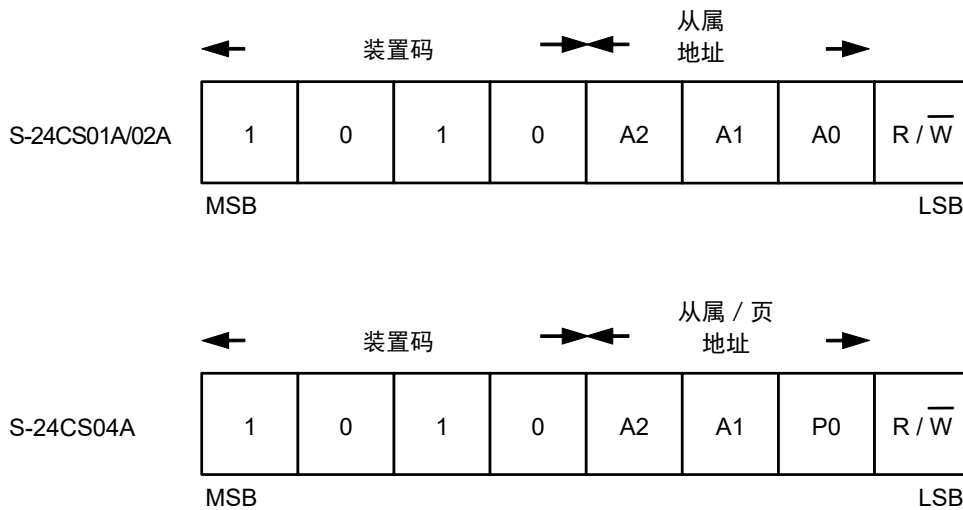 装置码
从属
地址
S-24CS01A/02A
1 0 1 0 A2 A1 A0 R / W̅
MSB LSB
装置码
从属 / 页
地址
S-24CS04A
1 0 1 0 A2 A1 P0 R / W̅
MSB LSB